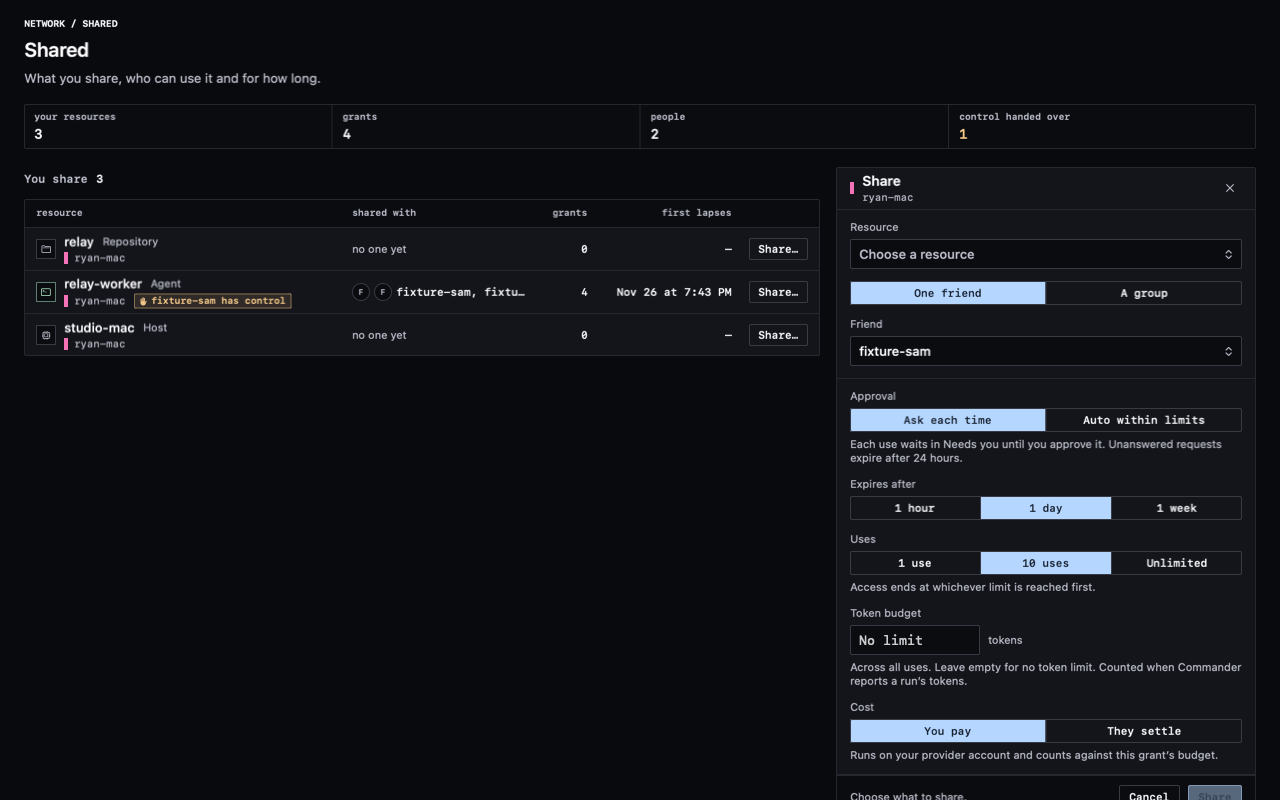 NETWORK / SHARED
Shared
What you share, who can use it and for how long.
your resources
3
grants
4
people
2
control handed over
1
You share 3
resource shared with grants first lapses
relay Repository
ryan-mac
no one yet 0 — Share…
relay-worker Agent
ryan-mac fixture-sam has control
F F fixture-sam, fixtu… 4 Nov 26 at 7:43 PM Share…
studio-mac Host
ryan-mac
no one yet 0 — Share…
Share
ryan-mac
Resource
Choose a resource
One friend A group
Friend
fixture-sam
Approval
Ask each time Auto within limits
Each use waits in Needs you until you approve it. Unanswered requests
expire after 24 hours.
Expires after
1 hour 1 day 1 week
Uses
1 use 10 uses Unlimited
Access ends at whichever limit is reached first.
Token budget
No limit tokens
Across all uses. Leave empty for no token limit. Counted when Commander
reports a run's tokens.
Cost
You pay They settle
Runs on your provider account and counts against this grant's budget.
Choose what to share. Cancel Share